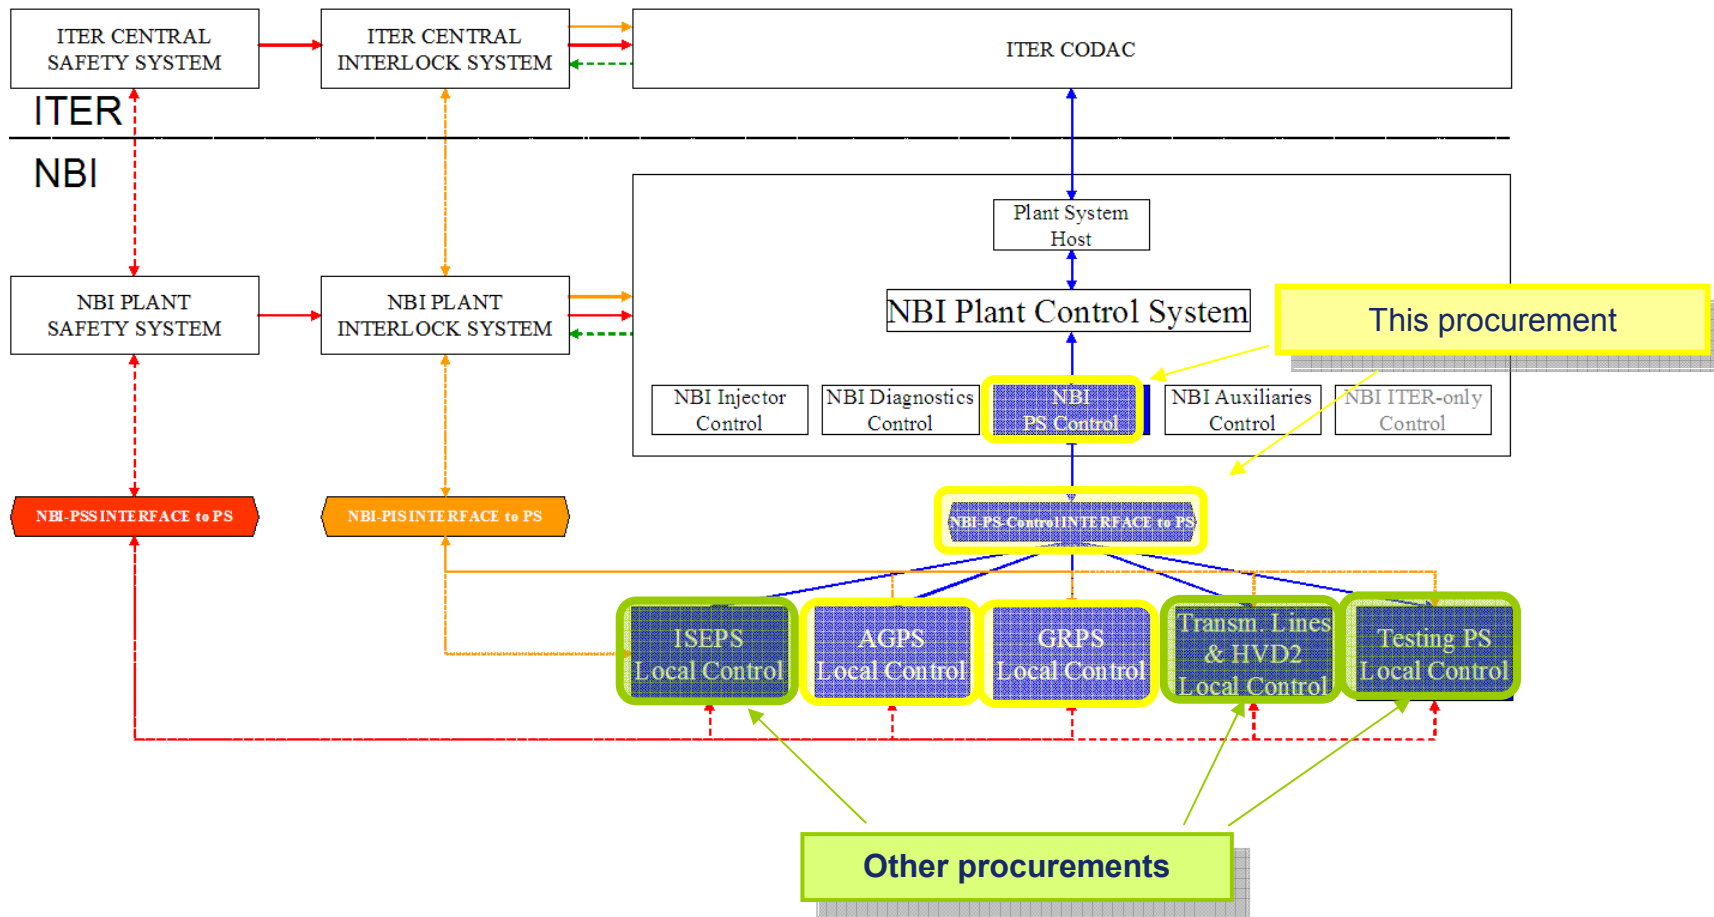 ITER CENTRAL
SAFETY SYSTEM
ITER CENTRAL
INTERLOCK SYSTEM
ITER CODAC
ITER
NBI
Plant System
Host
NBI PLANT
SAFETY SYSTEM
NBI PLANT
INTERLOCK SYSTEM
NBI Plant Control System
This procurement
NBI Injector
Control
NBI Diagnostics
Control
NBI
PS Control
NBI Auxiliaries
Control
NBI ITER-only
Control
NBI-PSS INTERFACE to PS
NBI-PIS INTERFACE to PS
NBI-PS-Control INTERFACE to PS
ISEPS
Local Control
AGPS
Local Control
GRPS
Local Control
Transm. Lines
& HVD2
Local Control
Testing PS
Local Control
Other procurements